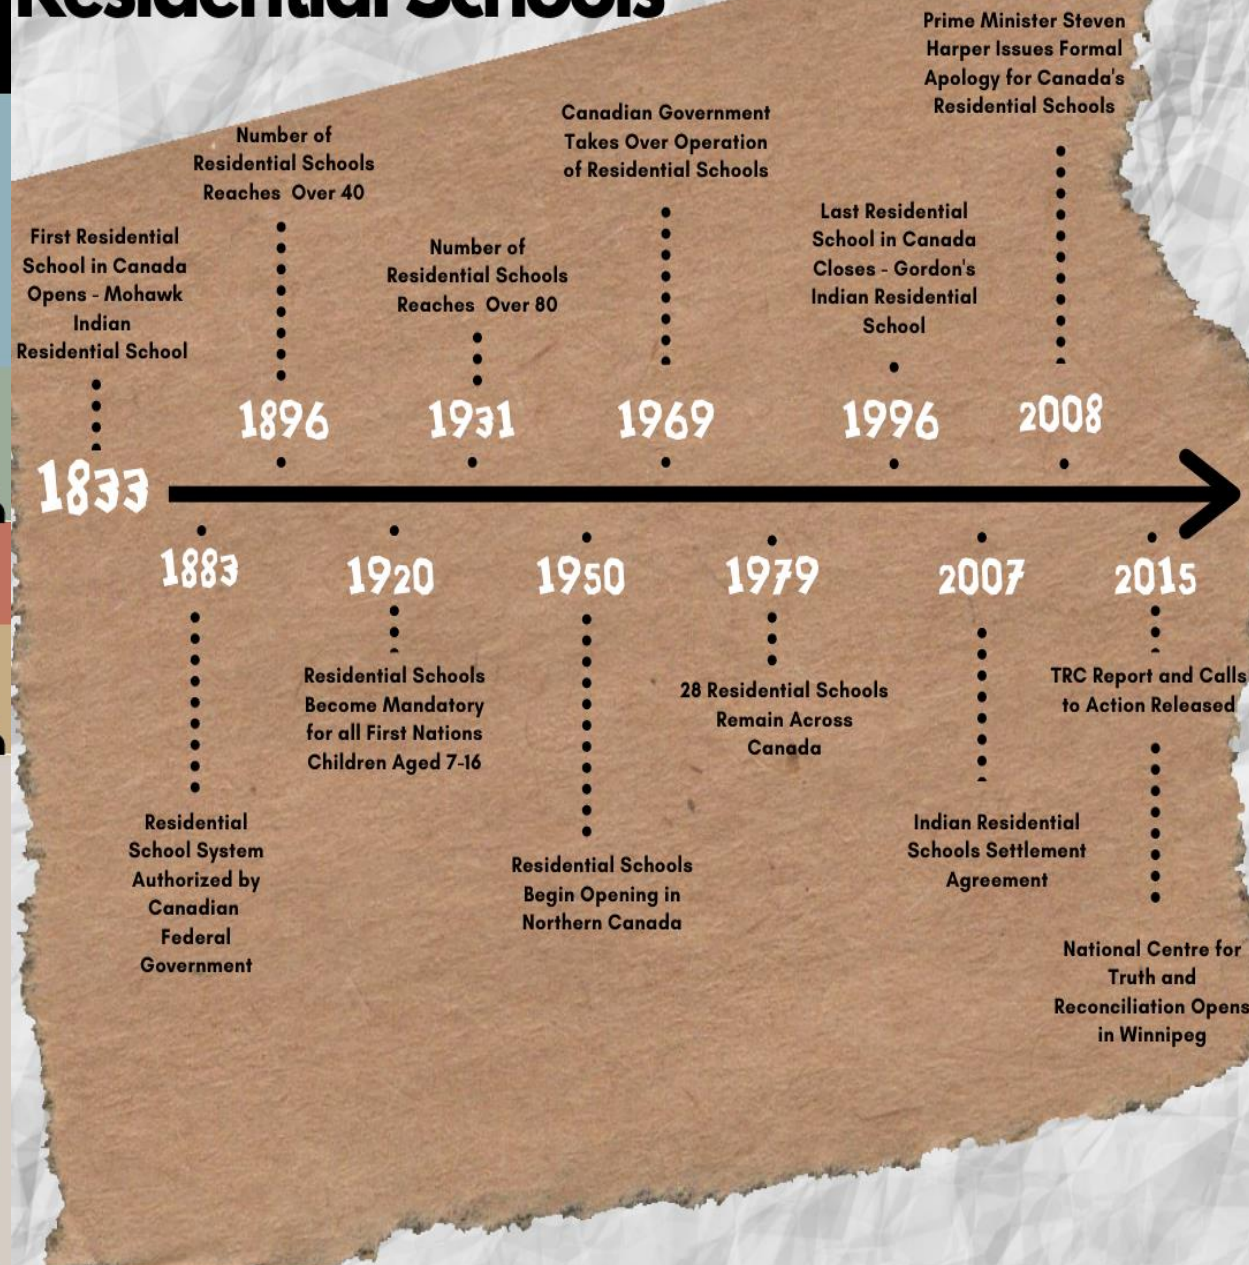 Residential Schools
Prime Minister Steven
Harper Issues Formal
Apology for Canada's
Residential Schools
Canadian Government
Takes Over Operation
of Residential Schools
Number of
Residential Schools
Reaches Over 40
Last Residential
School in Canada
Closes - Gordon's
Indian Residential
School
First Residential
School in Canada
Opens - Mohawk
Indian
Residential School
Number of
Residential Schools
Reaches Over 80
1833
1896
1931
1969
1996
2008
1883
1920
1950
1979
2007
2015
Residential Schools
Become Mandatory
for all First Nations
Children Aged 7-16
28 Residential Schools
Remain Across
Canada
TRC Report and Calls
to Action Released
Residential
School System
Authorized by
Canadian
Federal
Government
Residential Schools
Begin Opening in
Northern Canada
Indian Residential
Schools Settlement
Agreement
National Centre for
Truth and
Reconciliation Opens
in Winnipeg